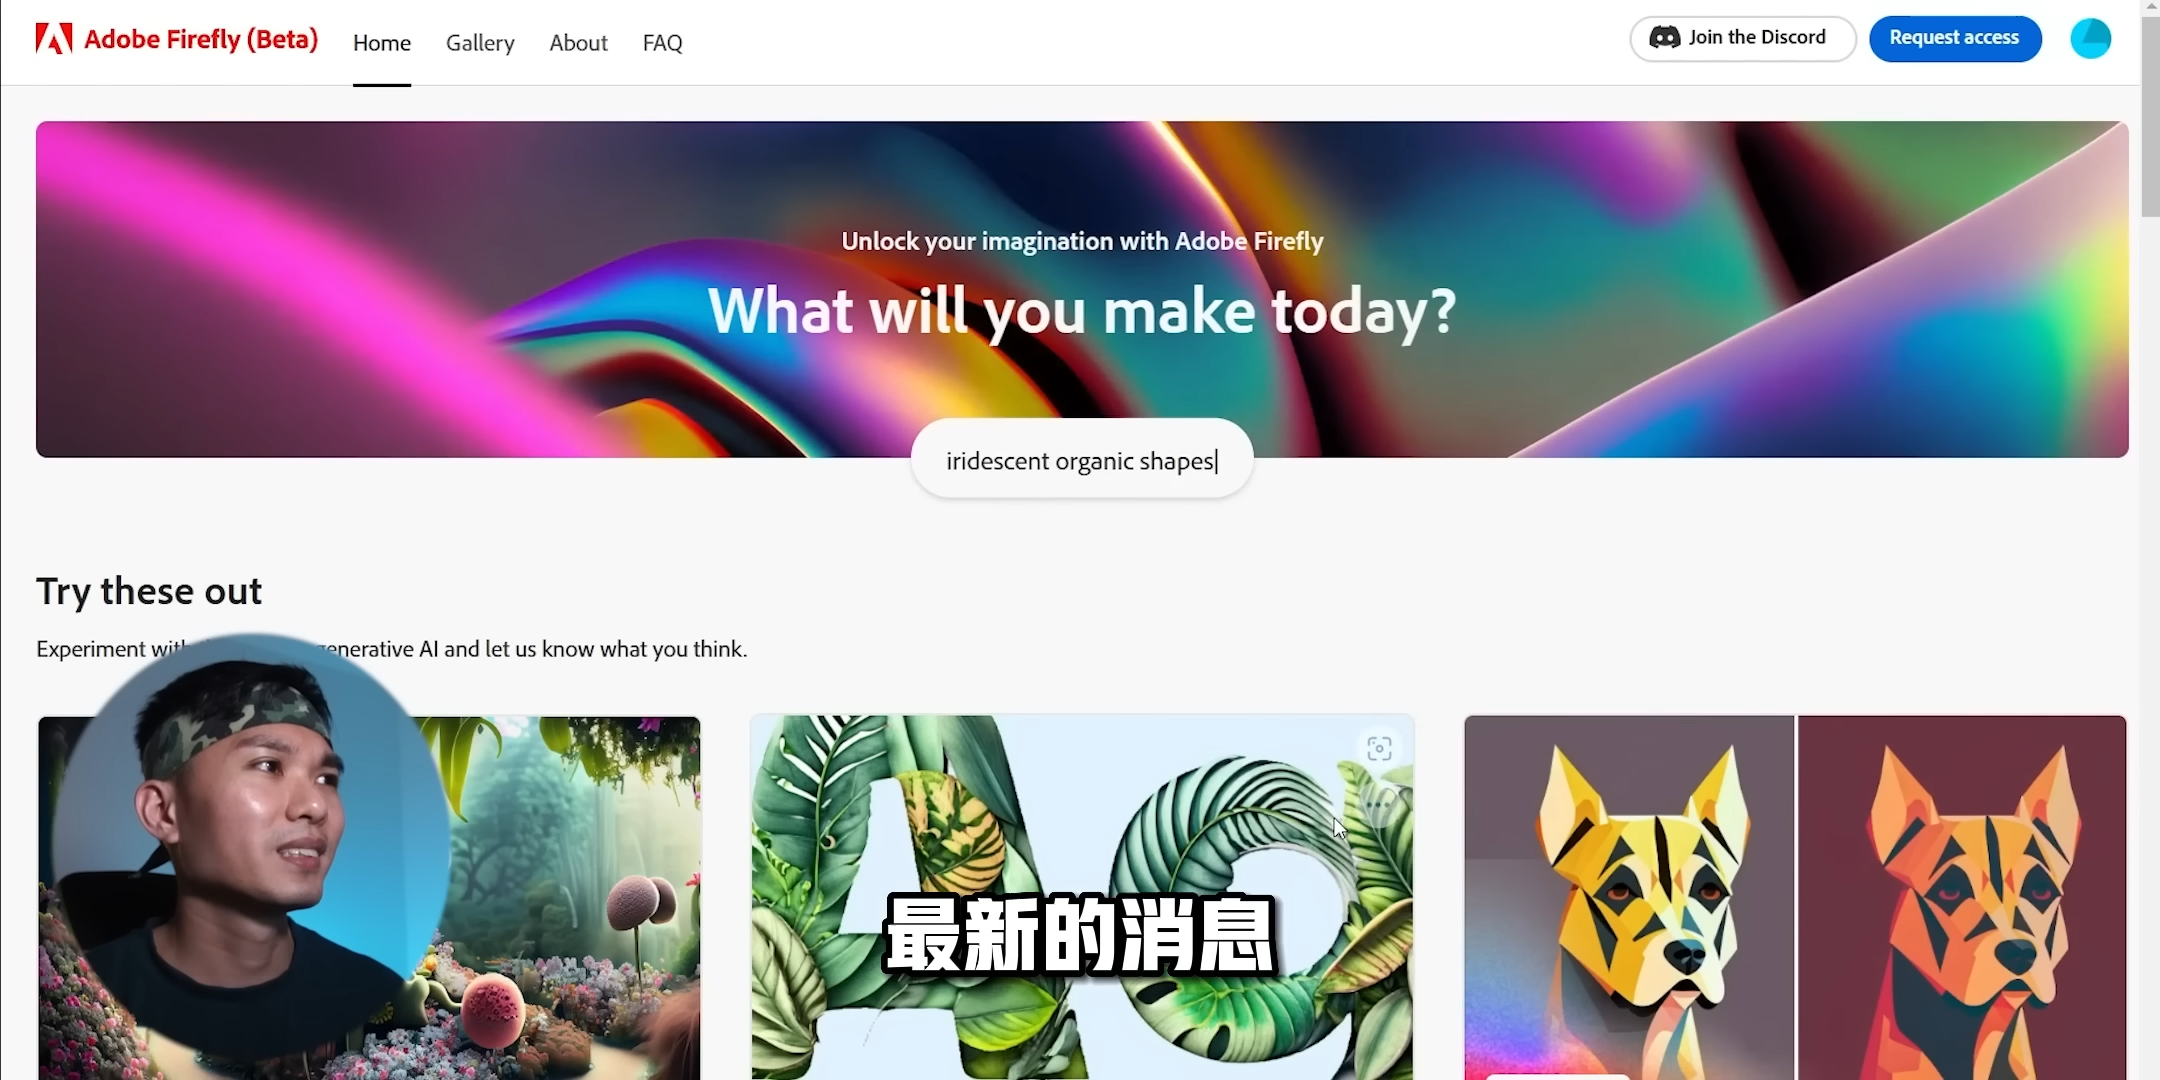 Adobe Firefly (Beta)
Home
Gallery
About
FAQ
Join the Discord
Request access
Unlock your imagination with Adobe Firefly
What will you make today?
iridescent organic shapes
Try these out
Experiment enerative AI and let us know what you think.
最新的消息